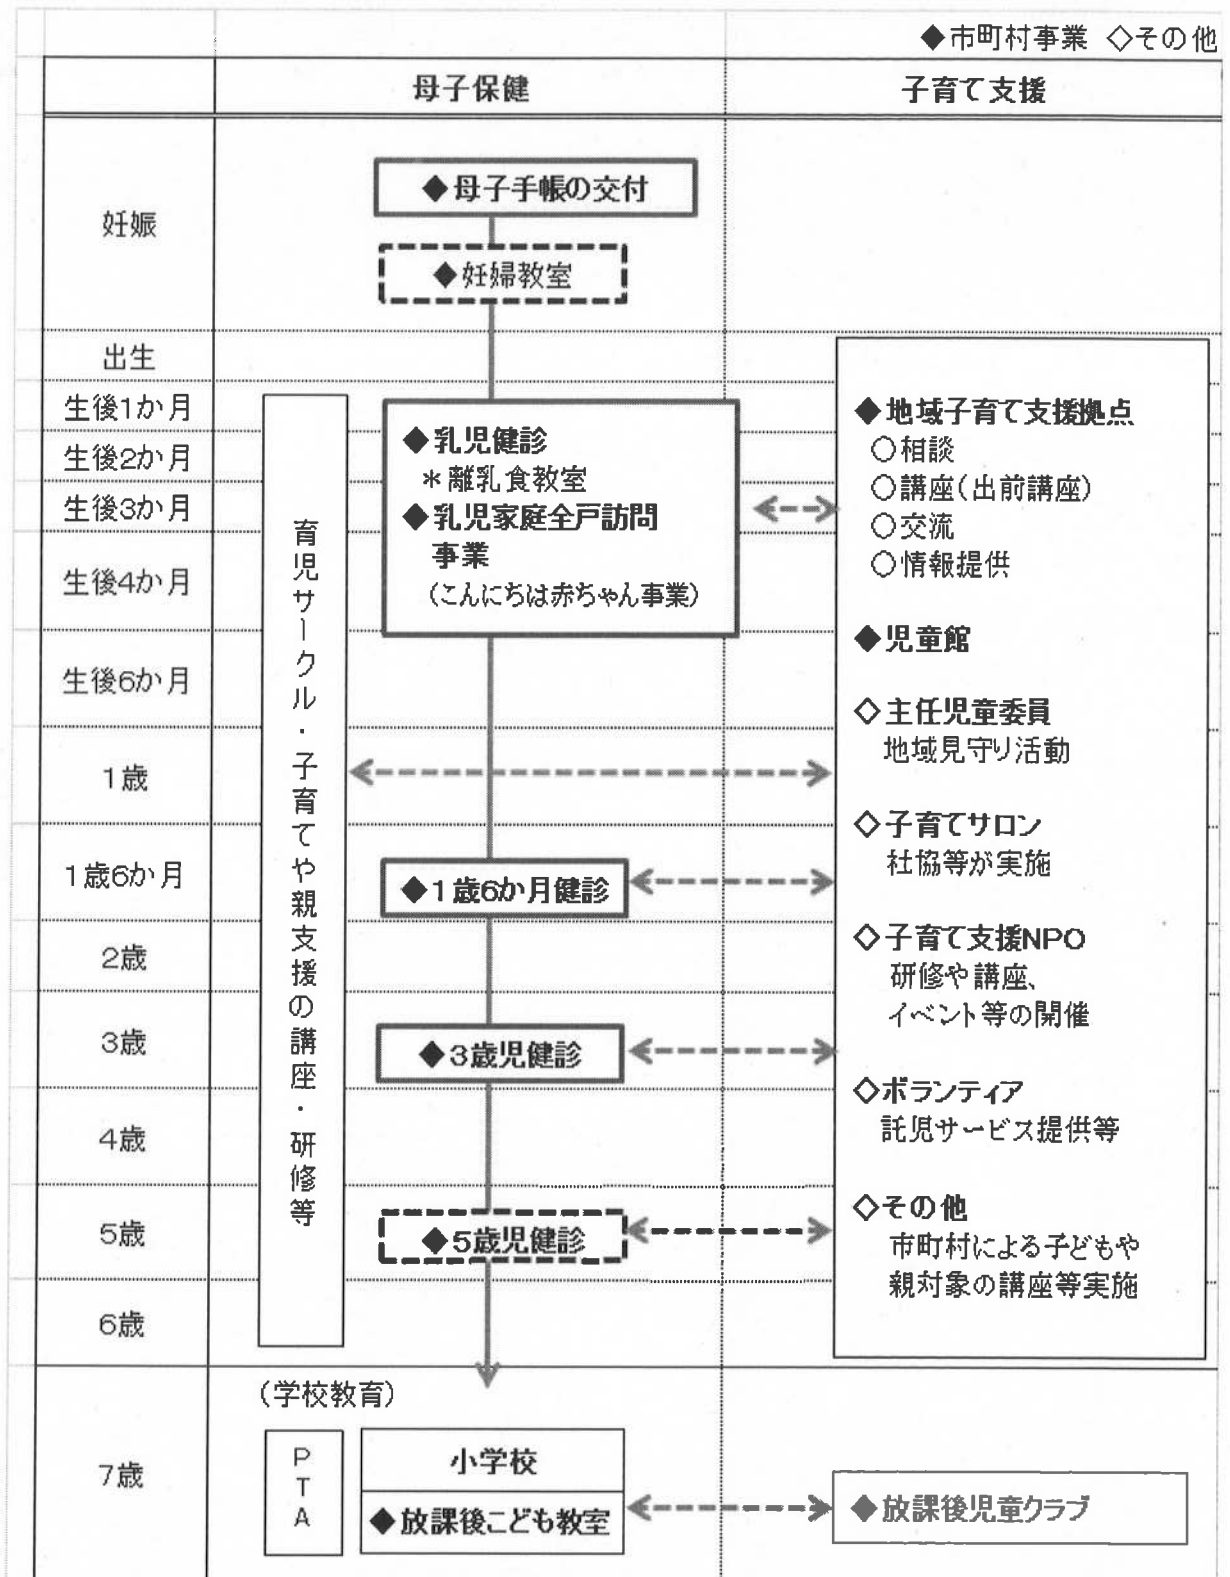 ◆市町村事業 ◇その他
母子保健 子育て支援
妊娠
◆母子手帳の交付
◆妊婦教室
出生
生後1か月
生後2か月
生後3か月
生後4か月
生後6か月
1歳
1歳6か月
2歳
3歳
4歳
5歳
6歳
7歳
育児サークル・子育てや親支援の講座・研修等
◆乳児健診
＊離乳食教室
◆乳児家庭全戸訪問
事業
(こんにちは赤ちゃん事業)
◆1歳6か月健診
◆3歳児健診
◆5歳児健診
◆地域子育て支援拠点
○相談
○講座(出前講座)
○交流
○情報提供
◆児童館
◇主任児童委員
地域見守り活動
◇子育てサロン
社協等が実施
◇子育て支援NPO
研修や講座、
イベント等の開催
◇ボランティア
託児サービス提供等
◇その他
市町村による子どもや
親対象の講座等実施
(学校教育)
PTA
小学校
◆放課後こども教室
◆放課後児童クラブ